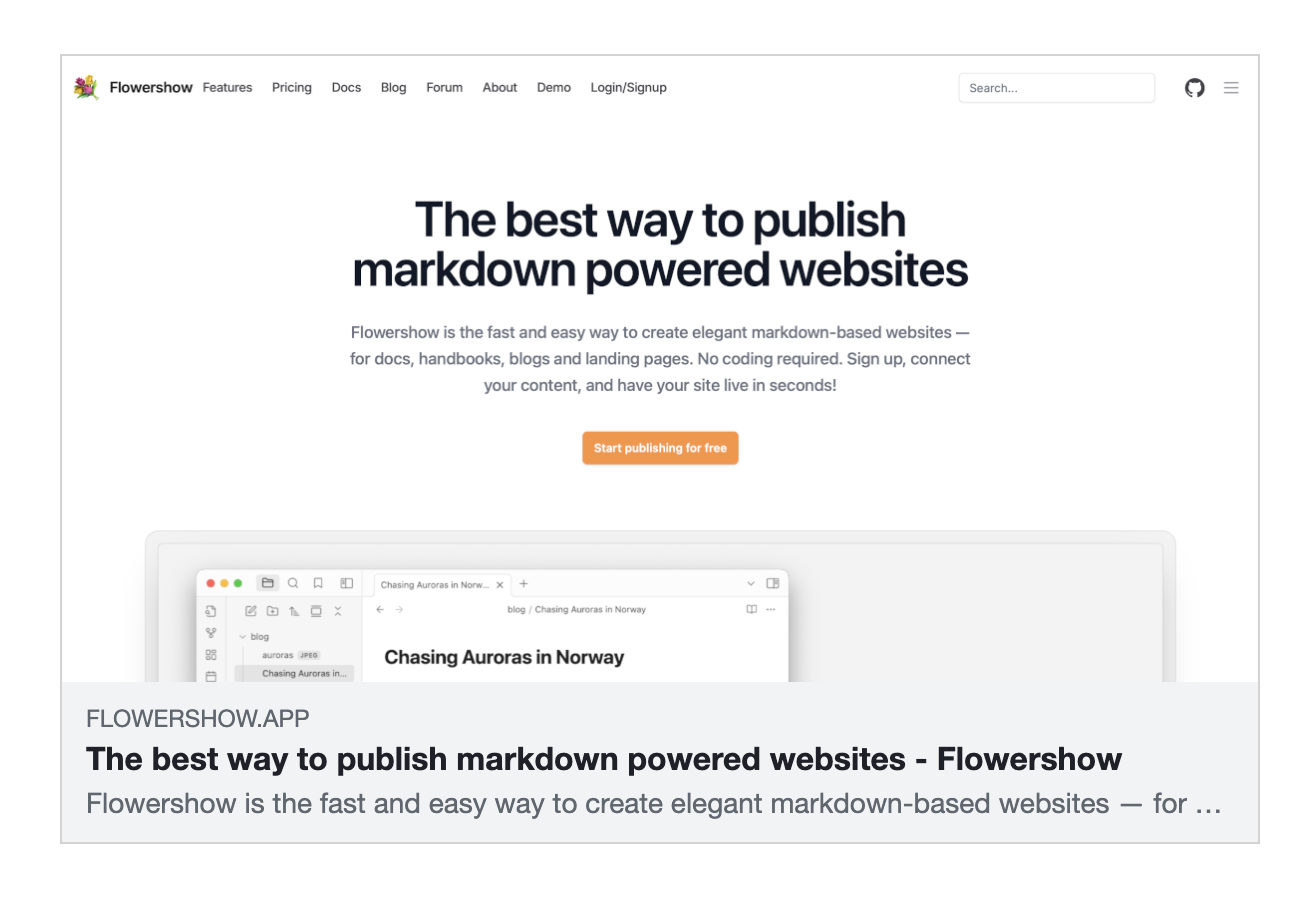 Flowershow Features Pricing Docs Blog Forum About Demo Login/Signup Search...
The best way to publish
markdown powered websites
Flowershow is the fast and easy way to create elegant markdown-based websites —
for docs, handbooks, blogs and landing pages. No coding required. Sign up, connect
your content, and have your site live in seconds!
Start publishing for free
Chasing Auroras in Norw...
blog / Chasing Auroras in Norway
blog
auroras JPEG
Chasing Auroras in...
Chasing Auroras in Norway
FLOWERSHOW.APP
The best way to publish markdown powered websites - Flowershow
Flowershow is the fast and easy way to create elegant markdown-based websites — for ...